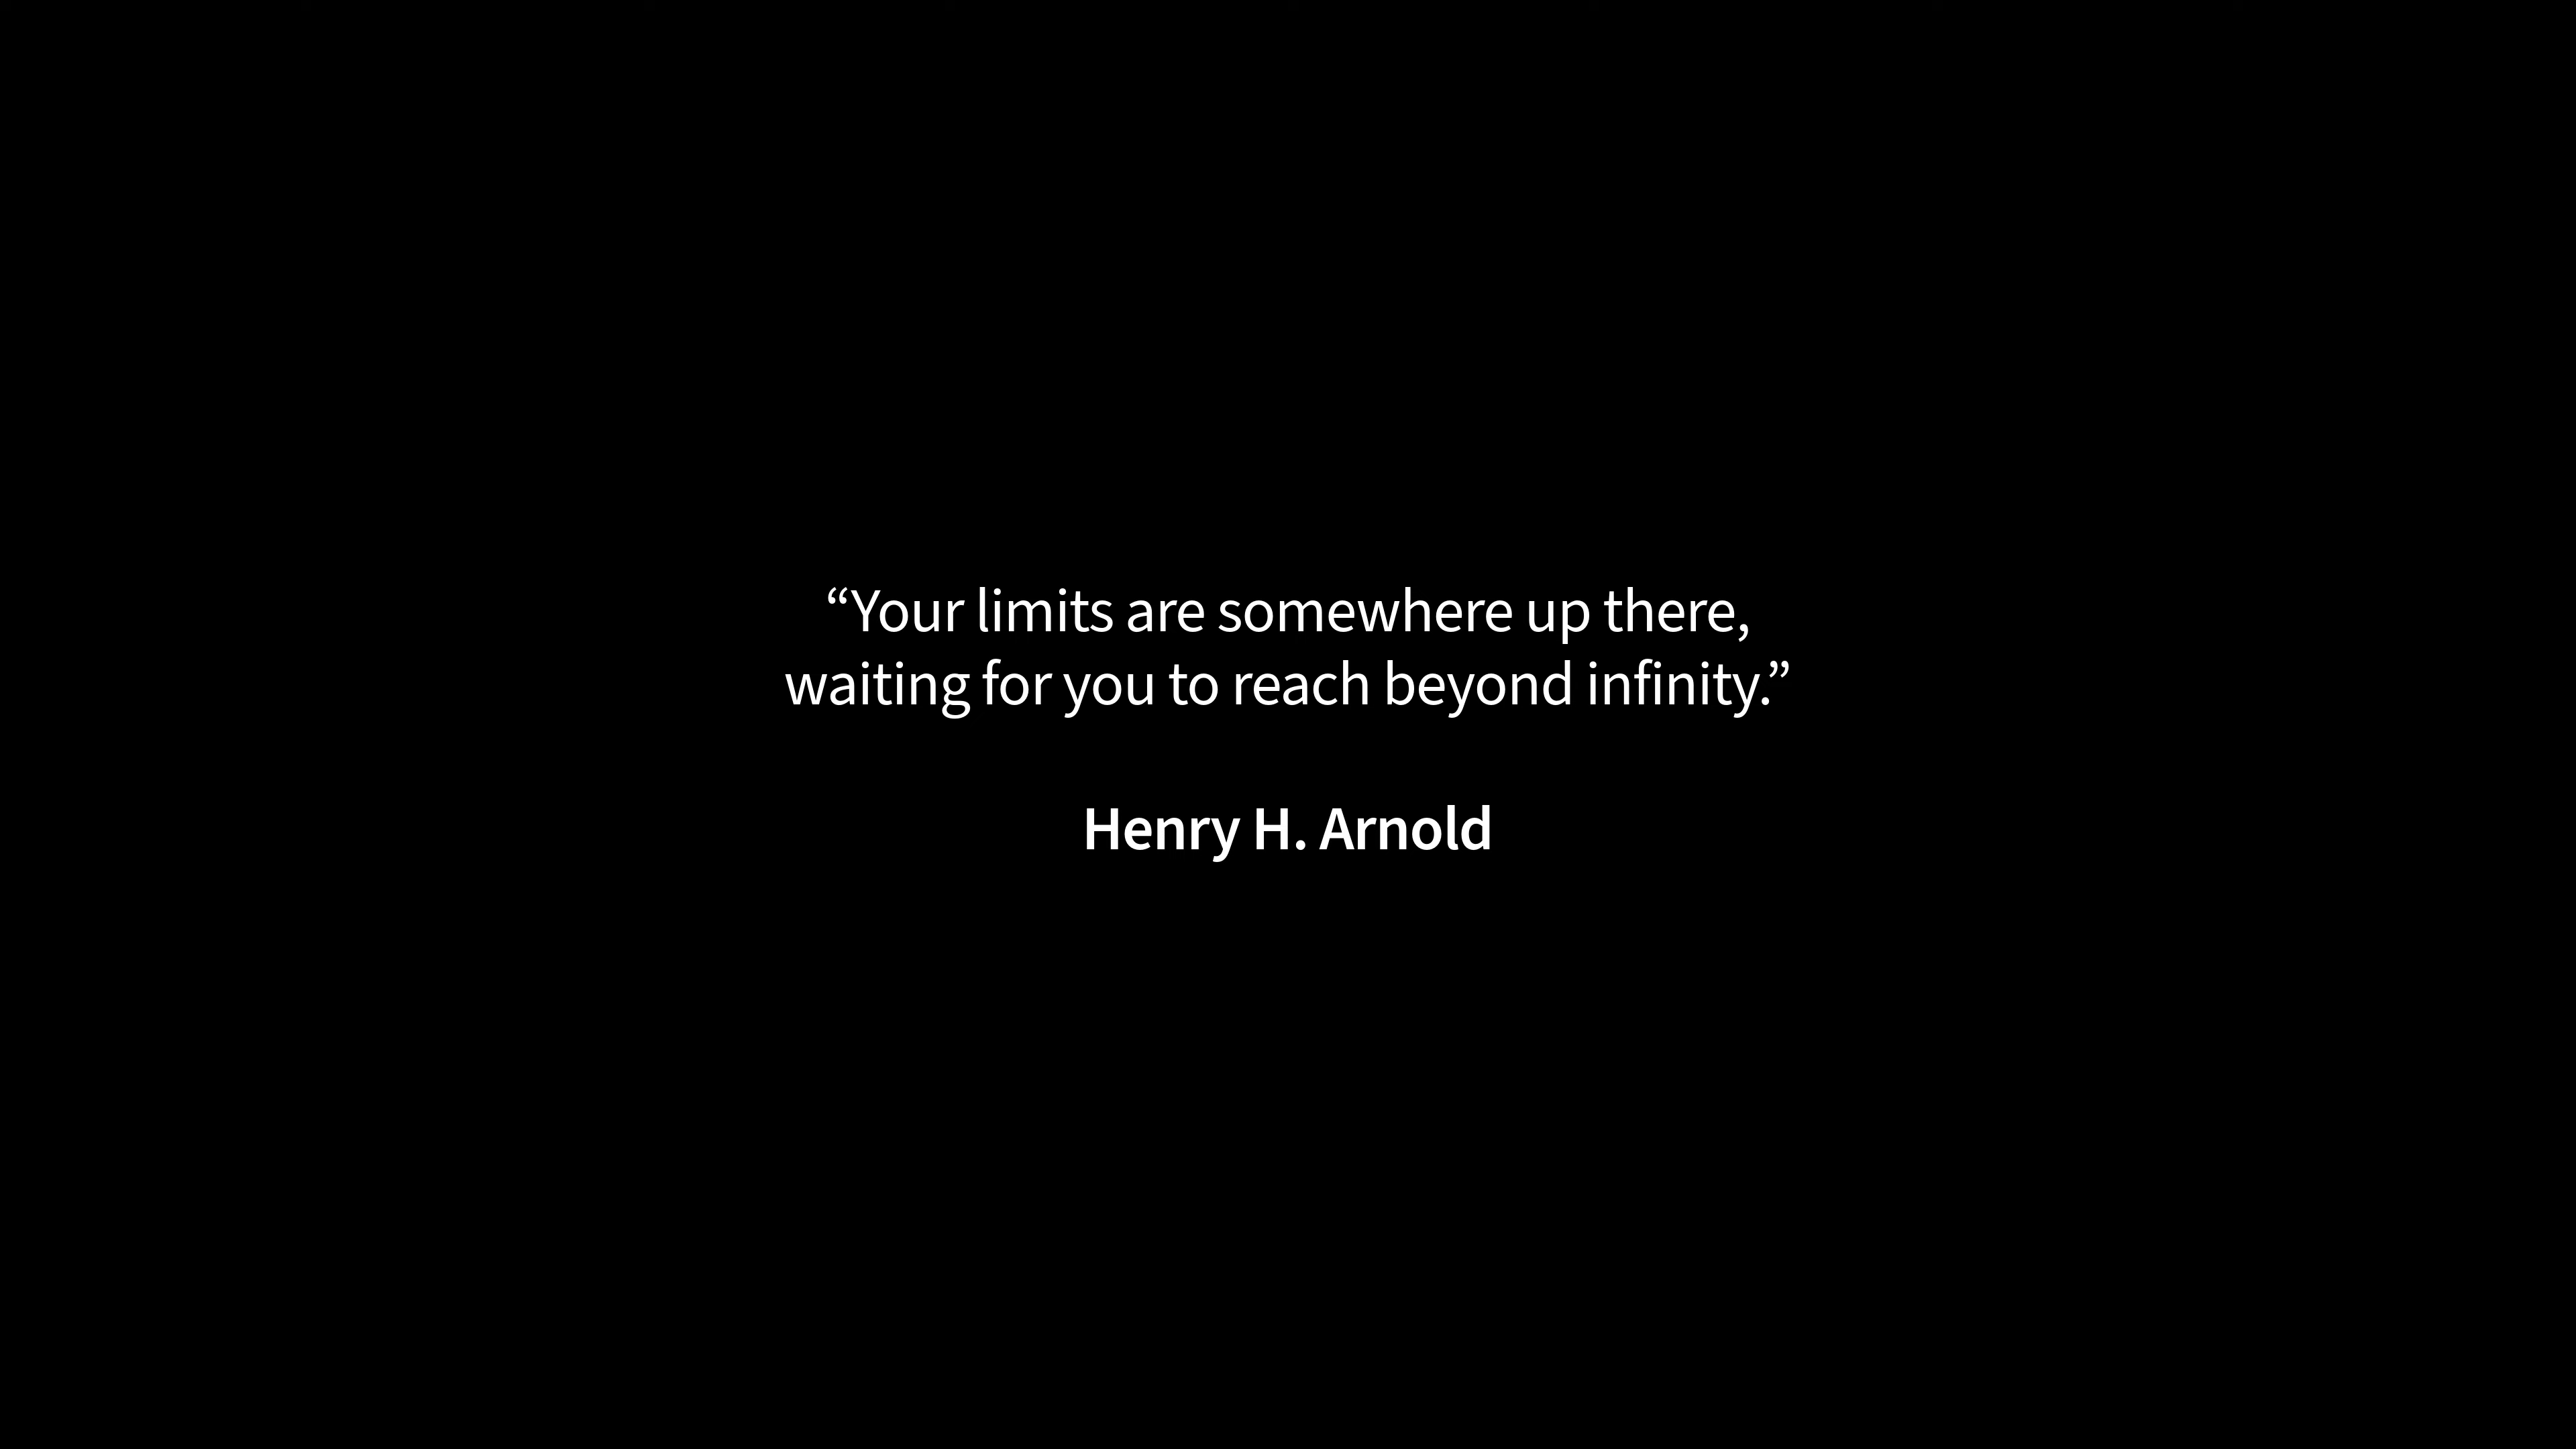 “Your limits are somewhere up there,
waiting for you to reach beyond infinity.”
Henry H. Arnold